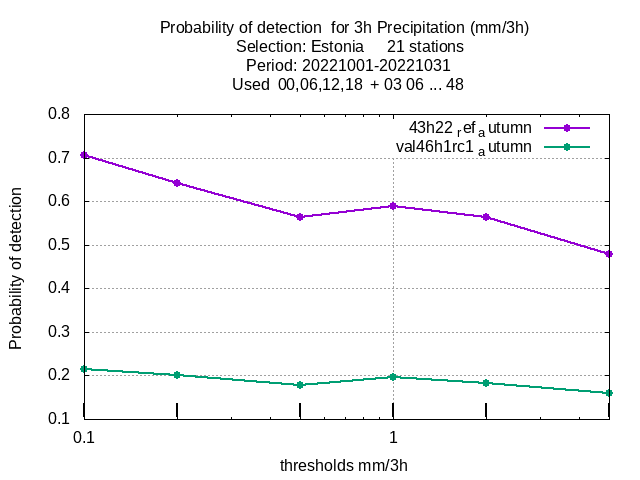 Probability of detection  for 3h Precipitation (mm/3h)
Selection: Estonia     21 stations
Period: 20221001-20221031
Used  00,06,12,18  + 03 06 ... 48
43h22 ref autumn
val46h1rc1 autumn
0.8
0.7
0.6
0.5
0.4
0.3
0.2
0.1
Probability of detection
0.1
1
thresholds mm/3h